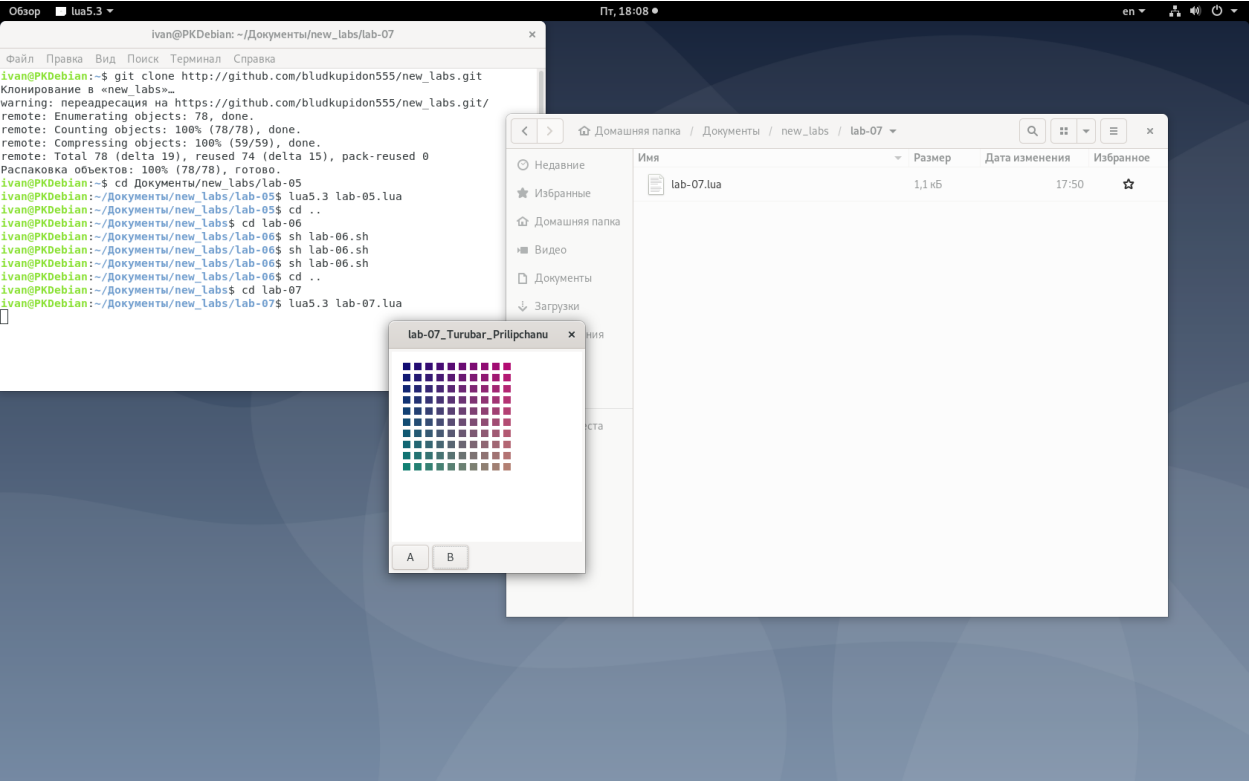 Обзор lua5.3 Пт, 18:08 en
ivan@PKDebian: ~/Документы/new_labs/lab-07
Файл Правка Вид Поиск Терминал Справка
ivan@PKDebian:~$ git clone http://github.com/bludkupidon555/new_labs.git
Клонирование в «new_labs»…
warning: переадресация на https://github.com/bludkupidon555/new_labs.git/
remote: Enumerating objects: 78, done.
remote: Counting objects: 100% (78/78), done.
remote: Compressing objects: 100% (59/59), done.
remote: Total 78 (delta 19), reused 74 (delta 15), pack-reused 0
Распаковка объектов: 100% (78/78), готово.
ivan@PKDebian:~$ cd Документы/new_labs/lab-05
ivan@PKDebian:~/Документы/new_labs/lab-05$ lua5.3 lab-05.lua
ivan@PKDebian:~/Документы/new_labs/lab-05$ cd ..
ivan@PKDebian:~/Документы/new_labs$ cd lab-06
ivan@PKDebian:~/Документы/new_labs/lab-06$ sh lab-06.sh
ivan@PKDebian:~/Документы/new_labs/lab-06$ sh lab-06.sh
ivan@PKDebian:~/Документы/new_labs/lab-06$ sh lab-06.sh
ivan@PKDebian:~/Документы/new_labs/lab-06$ cd ..
ivan@PKDebian:~/Документы/new_labs$ cd lab-07
ivan@PKDebian:~/Документы/new_labs/lab-07$ lua5.3 lab-07.lua
Домашняя папка / Документы / new_labs / lab-07
Недавние
Избранные
Домашняя папка
Видео
Документы
Загрузки
ния
еста
Имя Размер Дата изменения Избранное
lab-07.lua 1,1 кБ 17:50
lab-07_Turubar_Prilipchanu
A B